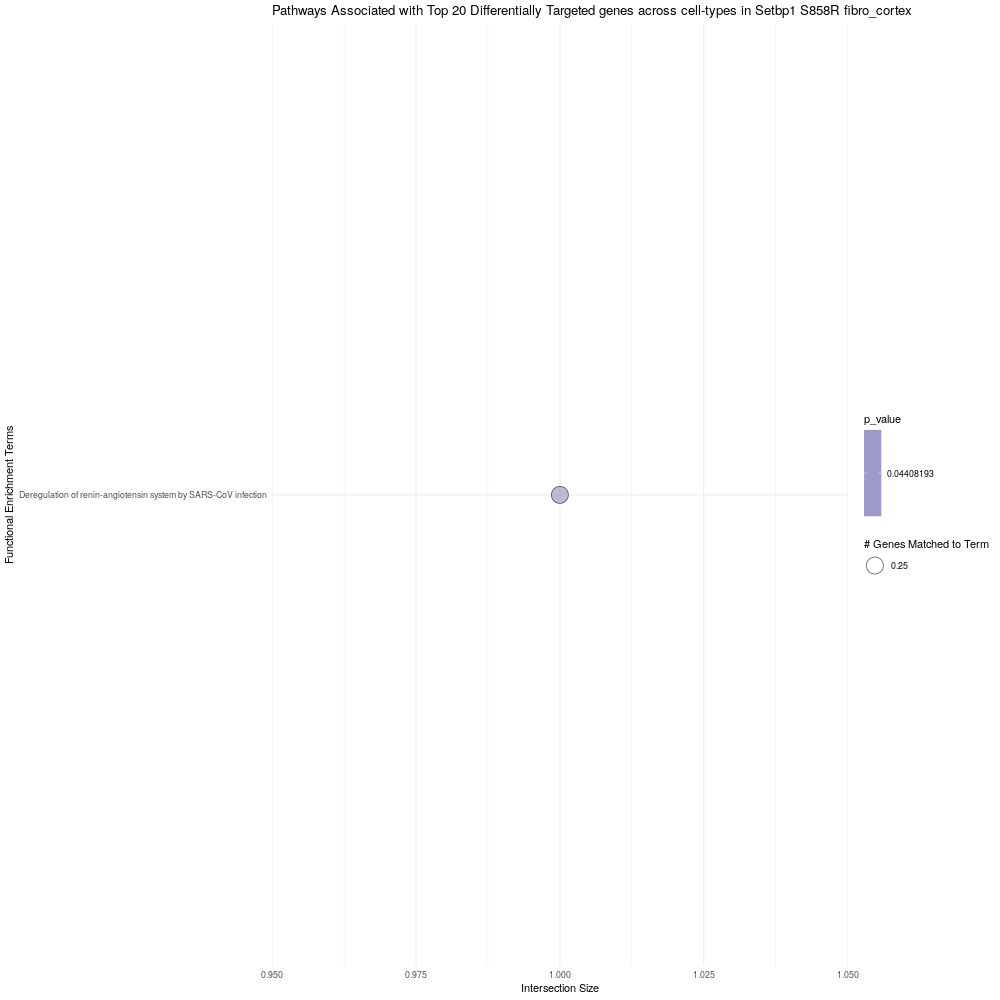 Pathways Associated with Top 20 Differentially Targeted genes across cell-types in Setbp1 S858R fibro_cortex
Functional Enrichment Terms
Deregulation of renin-angiotensin system by SARS-CoV infection
p_value
0.04408193
# Genes Matched to Term
0.25
0.950
0.975
1.000
1.025
1.050
Intersection Size